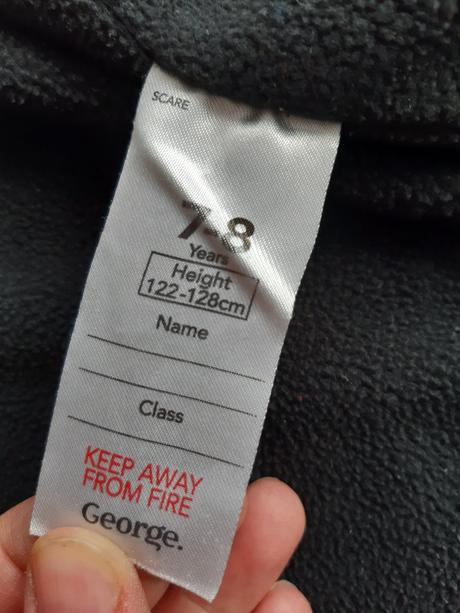 SCARE
7-8
Years
Height
122-128cm
Name
Class
KEEP AWAY
FROM FIRE
George.